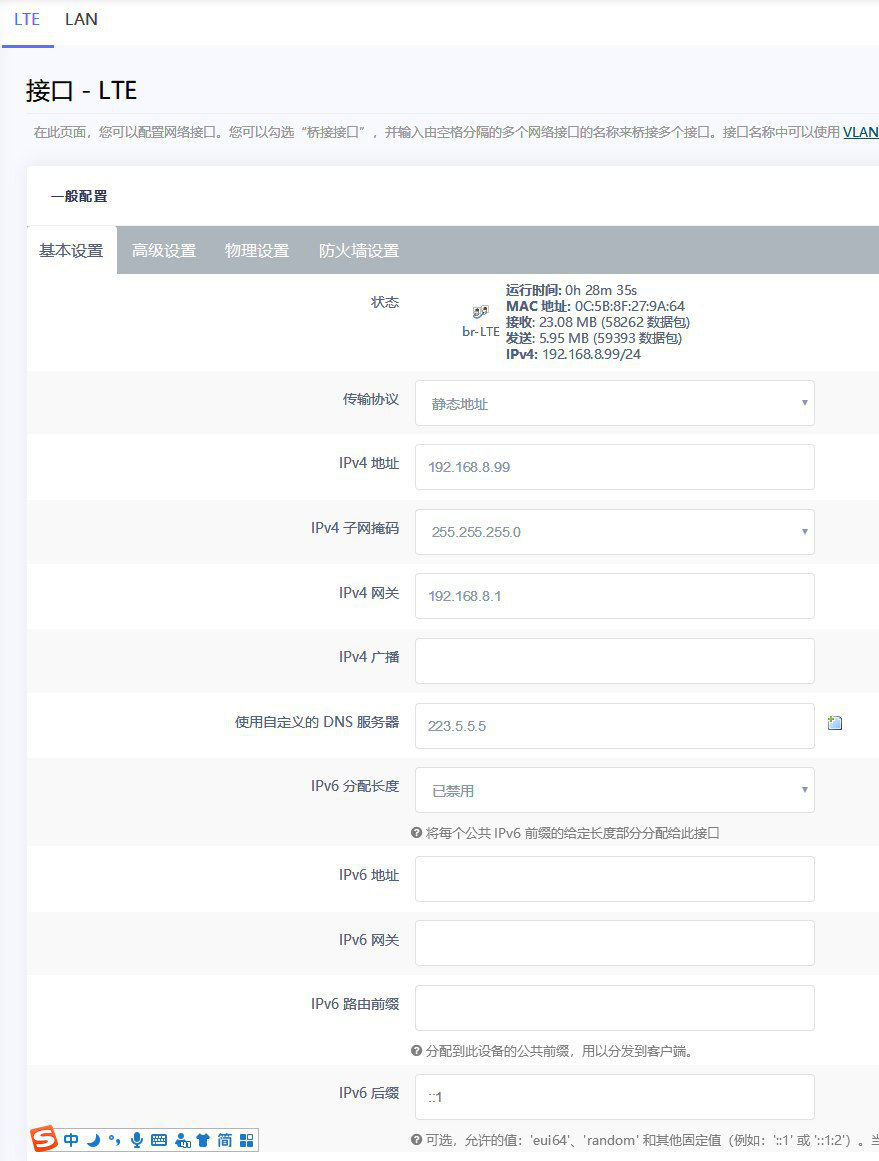 LTE LAN
接口 - LTE
在此页面，您可以配置网络接口。您可以勾选“桥接接口”，并输入由空格分隔的多个网络接口的名称来桥接多个接口。接口名称中可以使用 VLAN
一般配置
基本设置 高级设置 物理设置 防火墙设置
状态
br-LTE
运行时间: 0h 28m 35s
MAC 地址: 0C:5B:8F:27:9A:64
接收: 23.08 MB (58262 数据包)
发送: 5.95 MB (59393 数据包)
IPv4: 192.168.8.99/24
传输协议 静态地址
IPv4 地址 192.168.8.99
IPv4 子网掩码 255.255.255.0
IPv4 网关 192.168.8.1
IPv4 广播
使用自定义的 DNS 服务器 223.5.5.5
IPv6 分配长度 已禁用
将每个公共 IPv6 前缀的给定长度部分分配给此接口
IPv6 地址
IPv6 网关
IPv6 路由前缀
分配到此设备的公共前缀，用以分发到客户端。
IPv6 后缀 ::1
中 简
可选，允许的值：'eui64'、'random' 和其他固定值（例如：'::1' 或 '::1:2'）。当